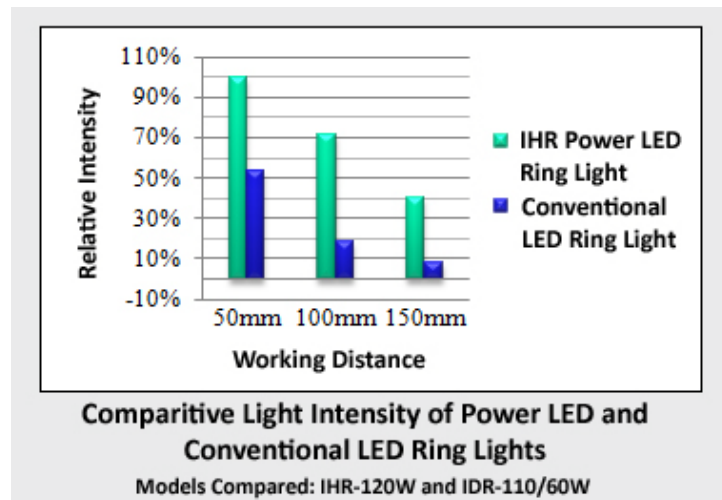 110%
90%
70%
50%
30%
10%
-10%
Relative Intensity
50mm 100mm 150mm
Working Distance
IHR Power LED
Ring Light
Conventional
LED Ring Light
Comparitive Light Intensity of Power LED and
Conventional LED Ring Lights
Models Compared: IHR-120W and IDR-110/60W